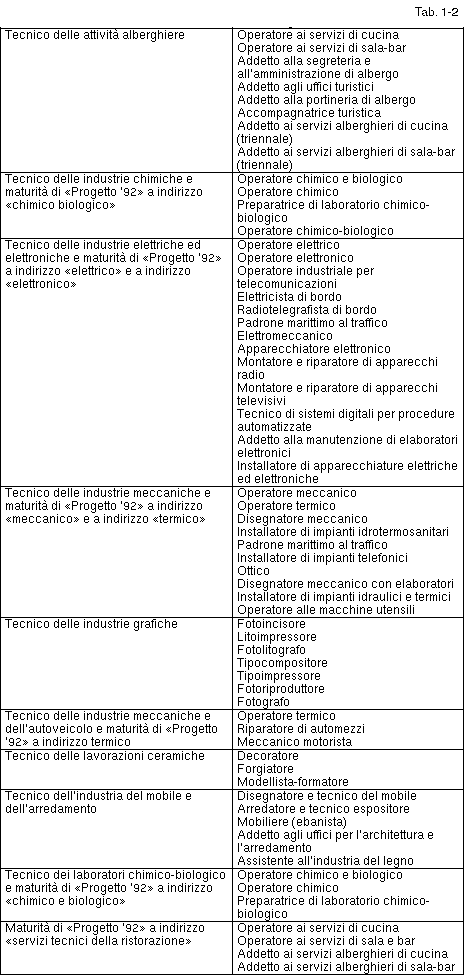 Tab. 1-2
Tecnico delle attività alberghiere
Operatore ai servizi di cucina
Operatore ai servizi di sala-bar
Addetto alla segreteria e
all'amministrazione di albergo
Addetto agli uffici turistici
Addetto alla portineria di albergo
Accompagnatrice turistica
Addetto ai servizi alberghieri di cucina
(triennale)
Addetto ai servizi alberghieri di sala-bar
(triennale)
Tecnico delle industrie chimiche e
maturità di «Progetto '92» a indirizzo
«chimico biologico»
Operatore chimico e biologico
Operatore chimico
Preparatrice di laboratorio chimico-
biologico
Operatore chimico-biologico
Tecnico delle industrie elettriche ed
elettroniche e maturità di «Progetto '92»
a indirizzo «elettrico» e a indirizzo
«elettronico»
Operatore elettrico
Operatore elettronico
Operatore industriale per
telecomunicazioni
Elettricista di bordo
Radiotelegrafista di bordo
Padrone marittimo al traffico
Elettromeccanico
Apparecchiatore elettronico
Montatore e riparatore di apparecchi
radio
Montatore e riparatore di apparecchi
televisivi
Tecnico di sistemi digitali per procedure
automatizzate
Addetto alla manutenzione di elaboratori
elettronici
Installatore di apparecchiature elettriche
ed elettroniche
Tecnico delle industrie meccaniche e
maturità di «Progetto '92» a indirizzo
«meccanico» e a indirizzo «termico»
Operatore meccanico
Operatore termico
Disegnatore meccanico
Installatore di impianti idrotermosanitari
Padrone marittimo al traffico
Installatore di impianti telefonici
Ottico
Disegnatore meccanico con elaboratori
Installatore di impianti idraulici e termici
Operatore alle macchine utensili
Tecnico delle industrie grafiche
Fotoincisore
Litoimpressore
Fotolitografo
Tipocompositore
Tipoimpressore
Fotoriproduttore
Fotografo
Tecnico delle industrie meccaniche e
dell'autoveicolo e maturità di «Progetto
'92» a indirizzo termico
Operatore termico
Riparatore di automezzi
Meccanico motorista
Tecnico delle lavorazioni ceramiche
Decoratore
Forgiatore
Modellista-formatore
Tecnico dell'industria del mobile e
dell'arredamento
Disegnatore e tecnico del mobile
Arredatore e tecnico espositore
Mobiliere (ebanista)
Addetto agli uffici per l'architettura e
l'arredamento
Assistente all'industria del legno
Tecnico dei laboratori chimico-biologico
e maturità di «Progetto '92» a indirizzo
«chimico e biologico»
Operatore chimico e biologico
Operatore chimico
Preparatrice di laboratorio chimico-
biologico
Maturità di «Progetto '92» a indirizzo
«servizi tecnici della ristorazione»
Operatore ai servizi di cucina
Operatore ai servizi di sala e bar
Addetto ai servizi alberghieri di cucina
Addetto ai servizi alberghieri di sala-bar